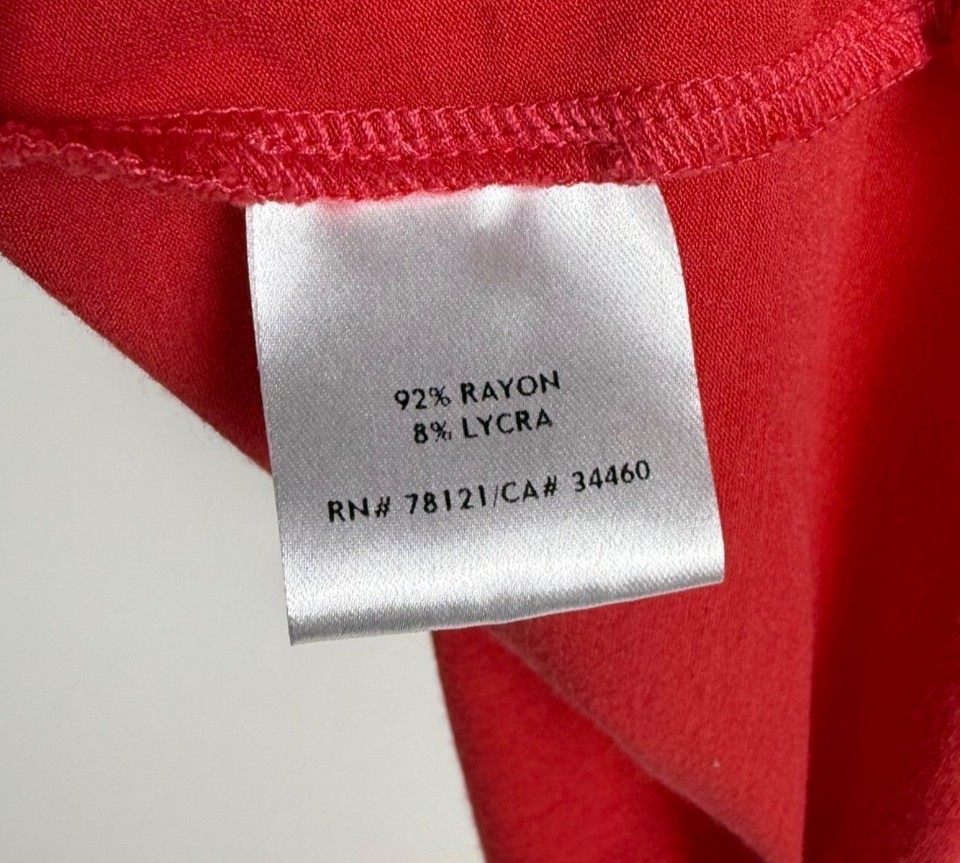 92% RAYON
8% LYCRA
RN# 78121/CA# 34460